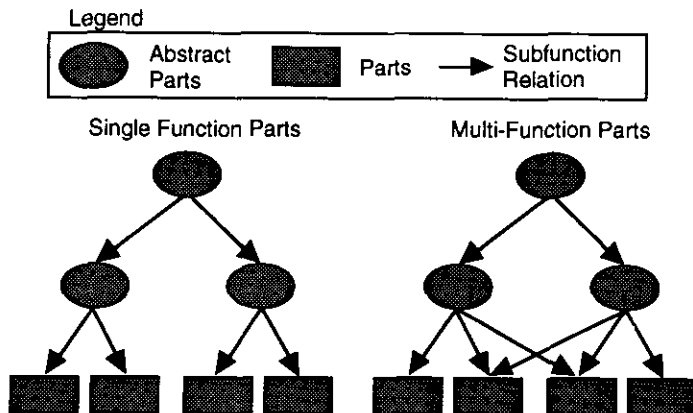 Legend
Abstract
Parts
Parts
Subfunction
Relation
Single Function Parts
Multi-Function Parts